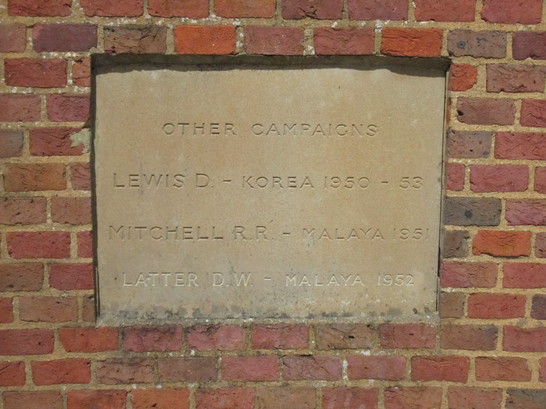 OTHER CAMPAIGNS
LEWIS D. - KOREA 1950 - 53
MITCHELL R.R. - MALAYA 1951
LATTER D.W. - MALAYA 1952